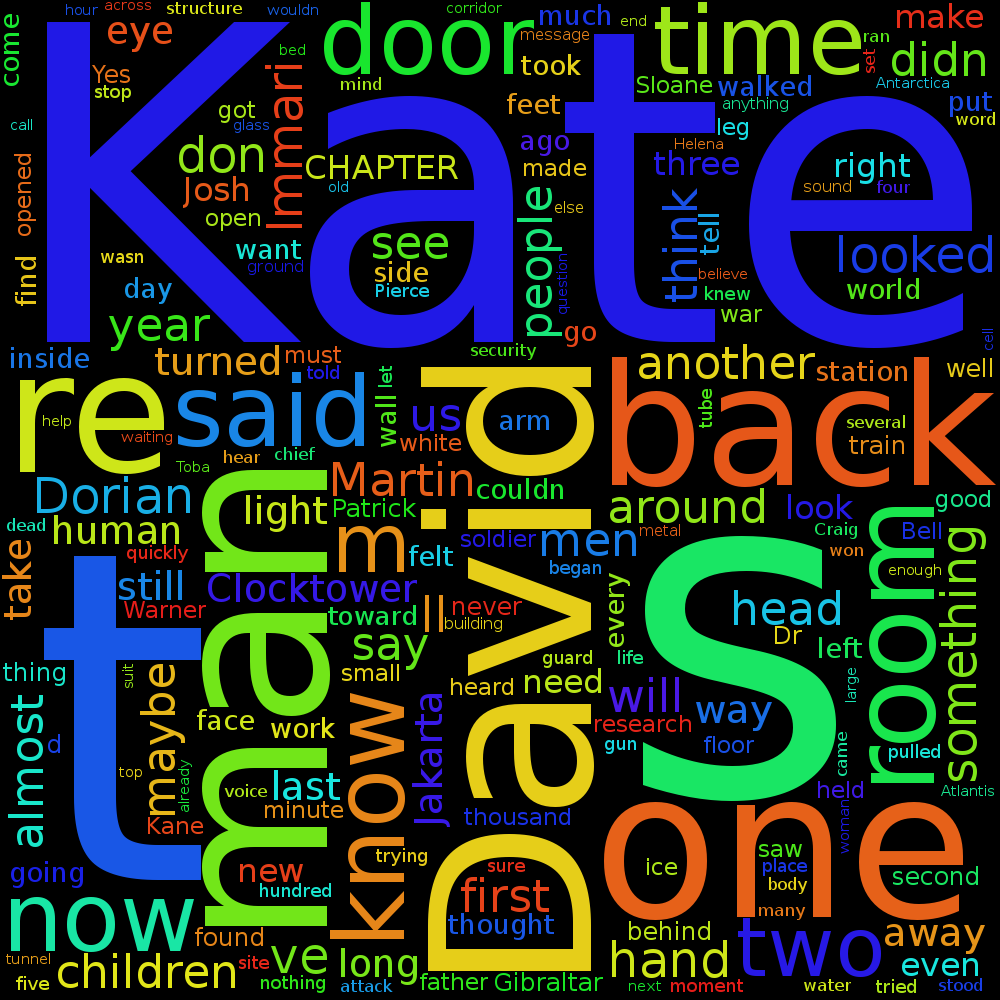 Kate
door
time
hour
across
structure
wouldn
corridor
much
end
make
come
eye
message
ran
didn
bed
took
set
Yes
stop
mind
Sloane
walked
Antarctica
got
feet
anything
put
word
call
glass
ago
leg
don
CHAPTER
Helena
Immari
made
three
right
opened
Josh
old
people
else
sound
four
open
think
tell
want
see
looked
find
wasn
ground
side
question
believe
day
Pierce
knew
world
year
war
go
cell
inside
turned
must
security
another
station
well
re
said
told
let
David
back
help
wall
us
arm
tube
several
waiting
white
train
Toba
hear
chief
Martin
couldn
Dorian
light
Patrick
around
look
good
dead
human
man
m
soldier
men
metal
Craig
Bell
room
take
quickly
felt
won
something
still
Clocktower
began
enough
t
S
Warner
toward
ll
never
every
head
building
Dr
say
left
thing
suit
maybe
small
guard
life
heard
need
large
almost
face
work
know
Jakarta
will
way
research
d
gun
floor
came
pulled
top
already
voice
last
held
Atlantis
minute
Kane
thousand
one
woman
going
new
trying
sure
ice
saw
place
second
hundred
first
body
now
thought
many
found
behind
two
away
tunnel
children
site
ve
long
hand
even
five
nothing
attack
father
Gibraltar
next
moment
water
tried
stood